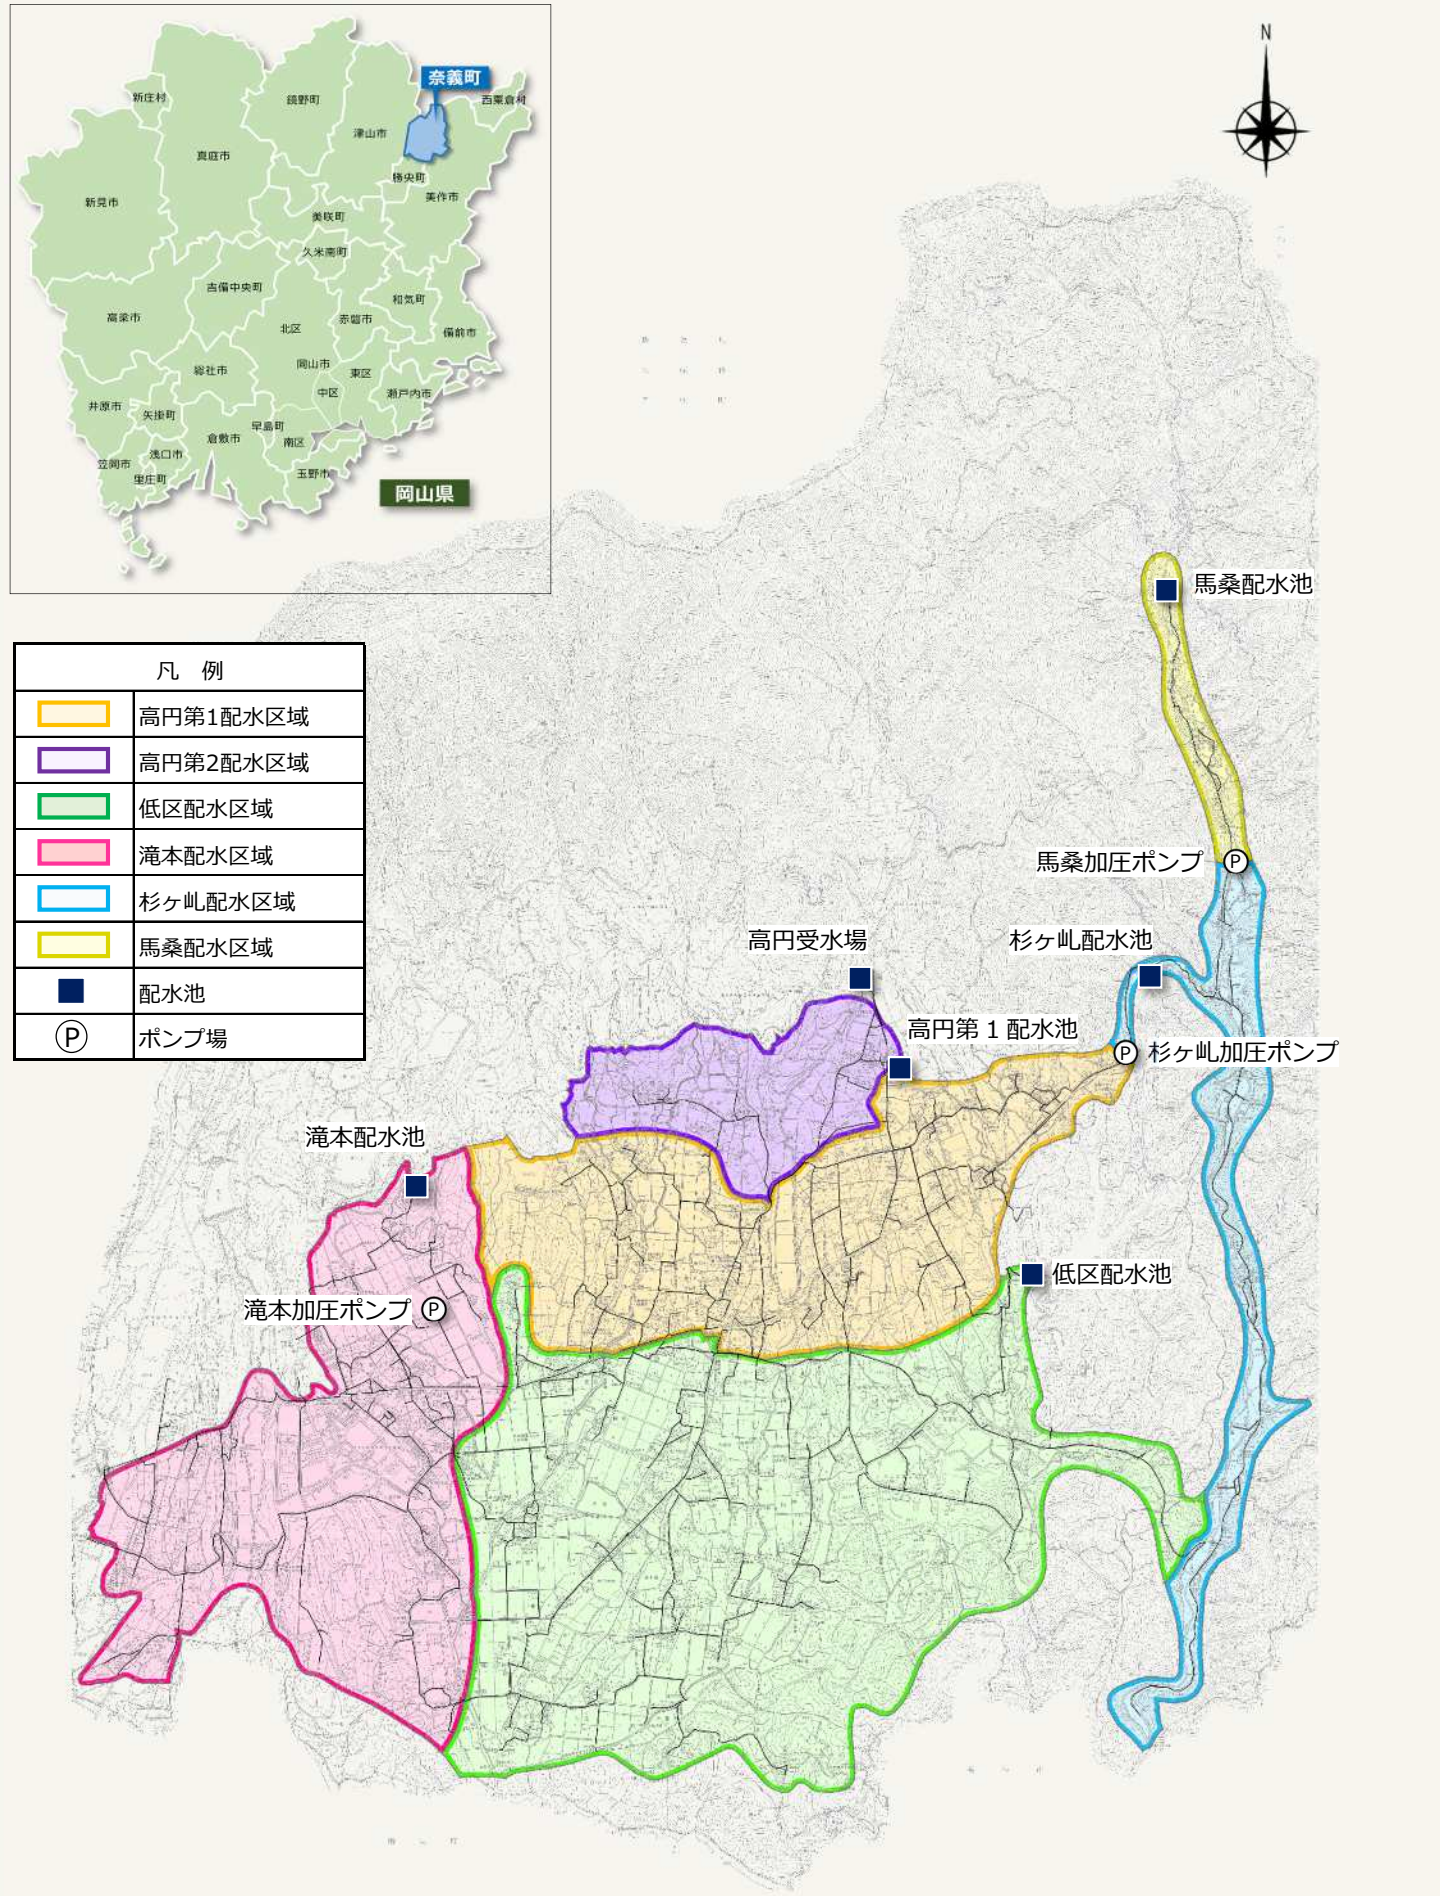 N
奈義町
西粟倉村
新庄村
鏡野町
津山市
真庭市
勝央町
美作市
新見市
美咲町
久米南町
吉備中央町
和気町
高梁市
赤磐市
北区
備前市
岡山市
総社市
東区
中区
瀬戸内市
井原市
矢掛町
早島町
倉敷市
南区
浅口市
笠岡市
里庄町
玉野市
岡山県
凡 例
高円第1配水区域
高円第2配水区域
低区配水区域
滝本配水区域
杉ヶ乢配水区域
馬桑配水区域
配水池
P
ポンプ場
馬桑配水池
馬桑加圧ポンプ
P
高円受水場
杉ヶ乢配水池
高円第1配水池
P
杉ヶ乢加圧ポンプ
滝本配水池
低区配水池
滝本加圧ポンプ
P